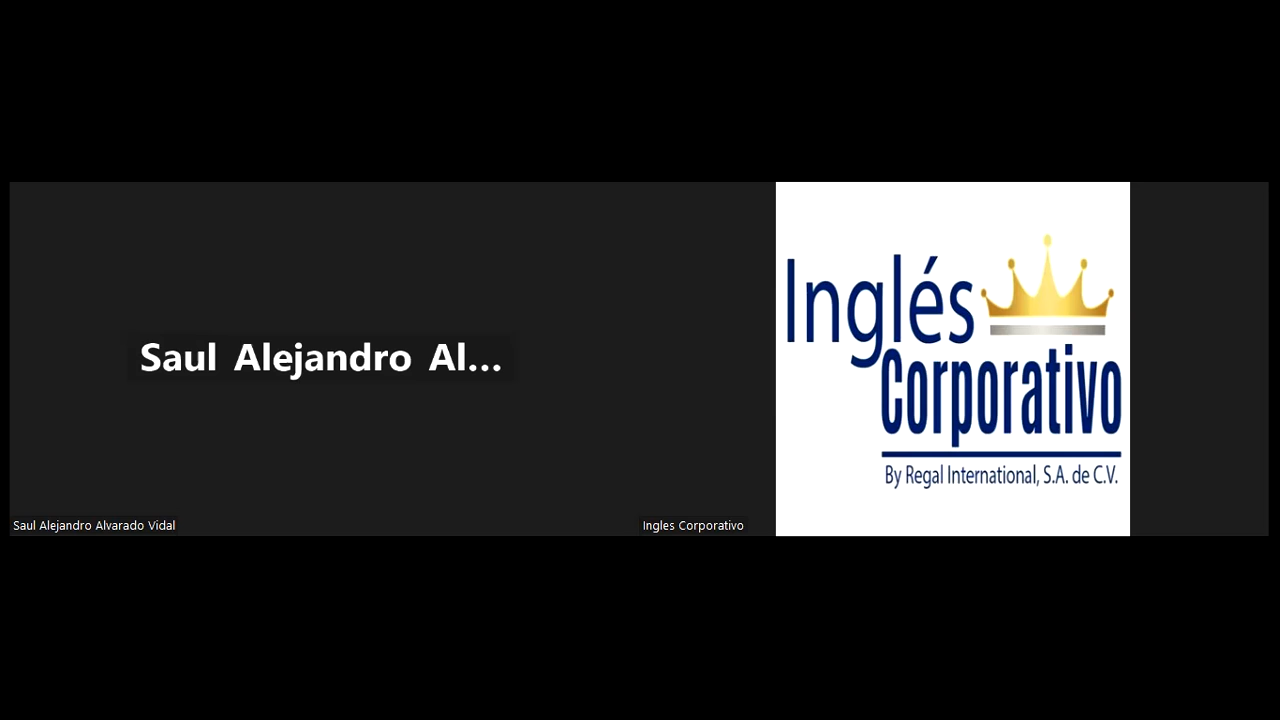 Saul Alejandro Al...
Saul Alejandro Alvarado Vidal
Inglés
Corporativo
By Regal International, S.A. de C.V.
Ingles Corporativo